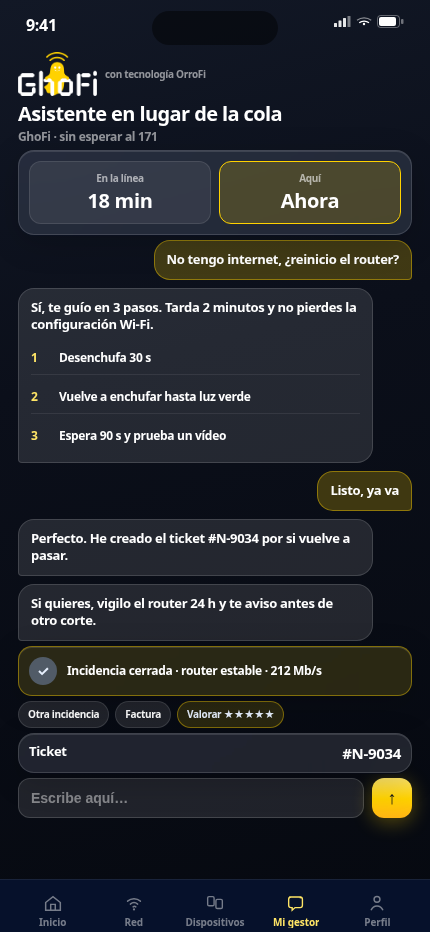 9:41
GhoFi con tecnología OrroFi
Asistente en lugar de la cola
GhoFi · sin esperar al 171
En la línea
18 min
Aquí
Ahora
No tengo internet, ¿reinicio el router?
Sí, te guío en 3 pasos. Tarda 2 minutos y no pierdes la
configuración Wi-Fi.
1 Desenchufa 30 s
2 Vuelve a enchufar hasta luz verde
3 Espera 90 s y prueba un vídeo
Listo, ya va
Perfecto. He creado el ticket #N-9034 por si vuelve a
pasar.
Si quieres, vigilo el router 24 h y te aviso antes de
otro corte.
Incidencia cerrada · router estable · 212 Mb/s
Otra incidencia
Factura
Valorar ★★★★★
Ticket #N-9034
Escribe aquí…
↑
Inicio
Red
Dispositivos
Mi gestor
Perfil